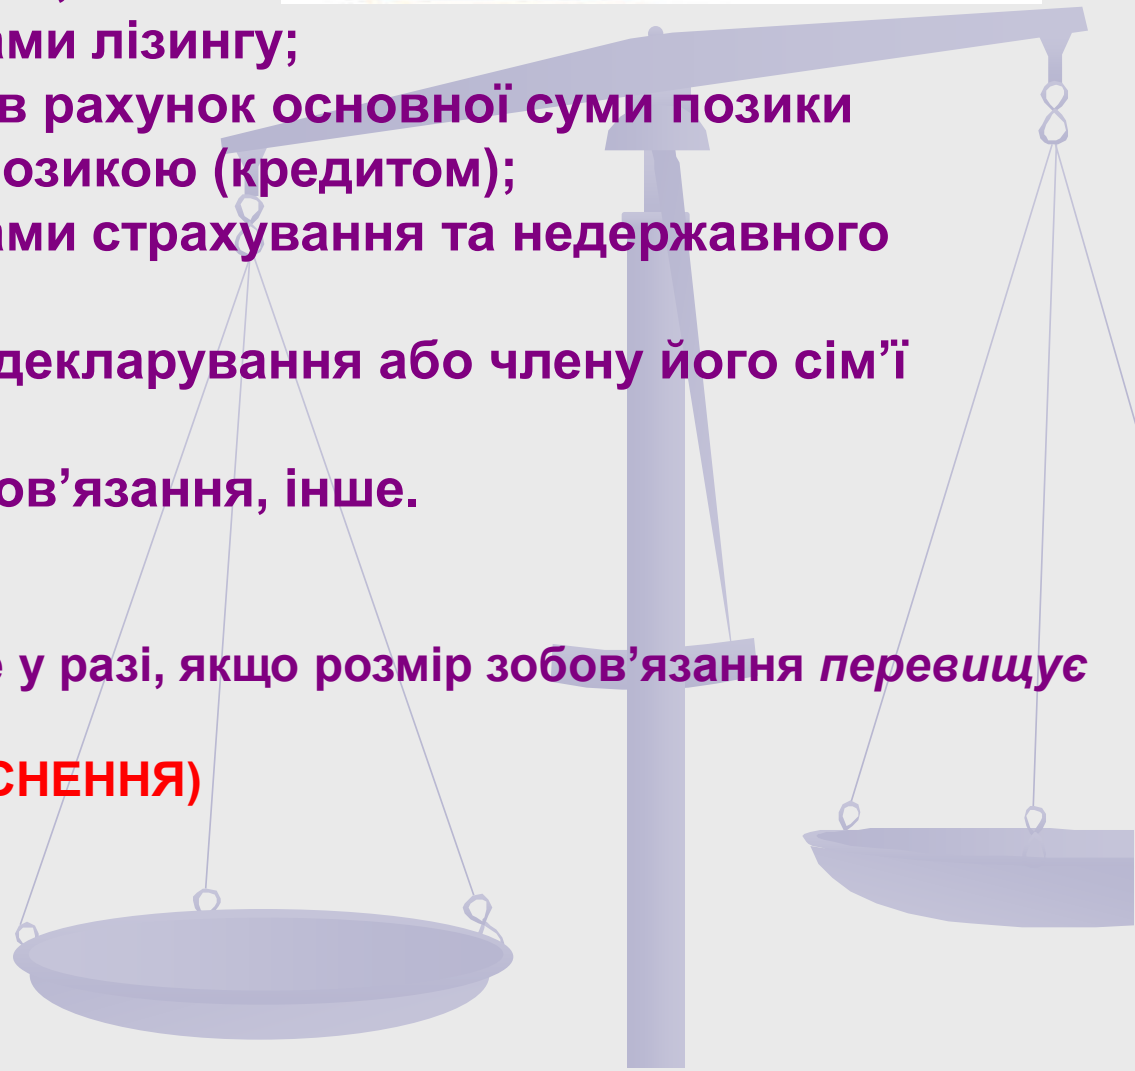 ами лізингу;
в рахунок основної суми позики
озикою (кредитом);
ами страхування та недержавного
декларування або члену його сім’ї
ов’язання, інше.
е у разі, якщо розмір зобов’язання перевищує
СНЕННЯ)